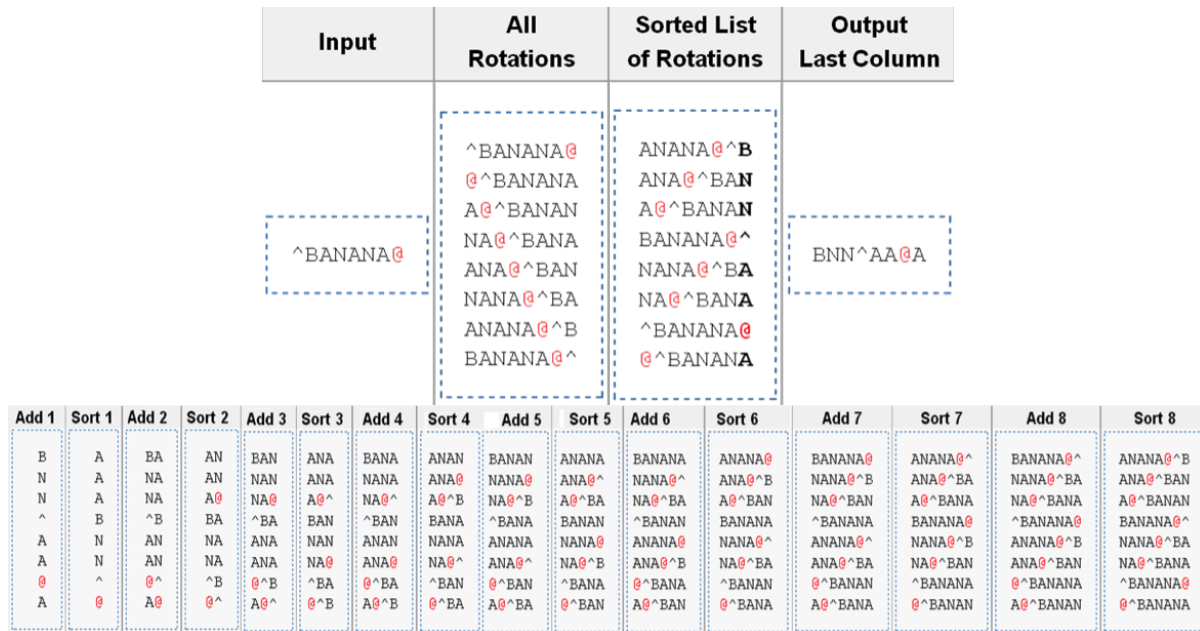 Input
All
Rotations
Sorted List
of Rotations
Output
Last Column
^BANANA@
^BANANA@
@^BANANA
A@^BANAN
NA@^BANA
ANA@^BAN
NANA@^BA
ANANA@^B
BANANA@^
ANANA@^B
ANA@^BAN
A@^BANAN
BANANA@^
NANA@^BA
NA@^BANA
^BANANA@
@^BANANA
BNN^AA@A
Add 1 Sort 1 Add 2 Sort 2 Add 3 Sort 3 Add 4 Sort 4 Add 5 Sort 5 Add 6 Sort 6 Add 7 Sort 7 Add 8 Sort 8
B A BA AN BAN ANA BANA ANAN BANAN ANANA BANANA ANANA@ BANANA@ ANANA@^ BANANA@^ ANANA@^B
N A NA AN NAN ANA NANA ANA@ NANA@ ANA@^ NANA@^ ANA@^B NANA@^B ANA@^BA NANA@^BA ANA@^BAN
N A NA A@ NA@ A@^ NA@^ A@^B NA@^B A@^BA NA@^BA A@^BAN NA@^BAN A@^BANA NA@^BANA A@^BANAN
^ B ^B BA ^BA BAN ^BAN BANA ^BANA BANAN ^BANAN BANANA ^BANANA BANANA@ ^BANANA@ BANANA@^
A N AN NA ANA NAN ANAN NANA ANANA NANA@ ANANA@ NANA@^ ANANA@^ NANA@^B ANANA@^B NANA@^BA
A N AN NA ANA NA@ ANA@ NA@^ ANA@^ NA@^B ANA@^B NA@^BA ANA@^BA NA@^BAN ANA@^BAN NA@^BANA
@ ^ @^ ^B @^B ^BA @^BA ^BAN @^BAN ^BANA @^BANA ^BANAN @^BANAN ^BANANA @^BANANA ^BANANA@
A @ A@ @^ A@^ @^B A@^B @^BA A@^BA @^BAN A@^BAN @^BANA A@^BANA @^BANAN A@^BANAN @^BANANA